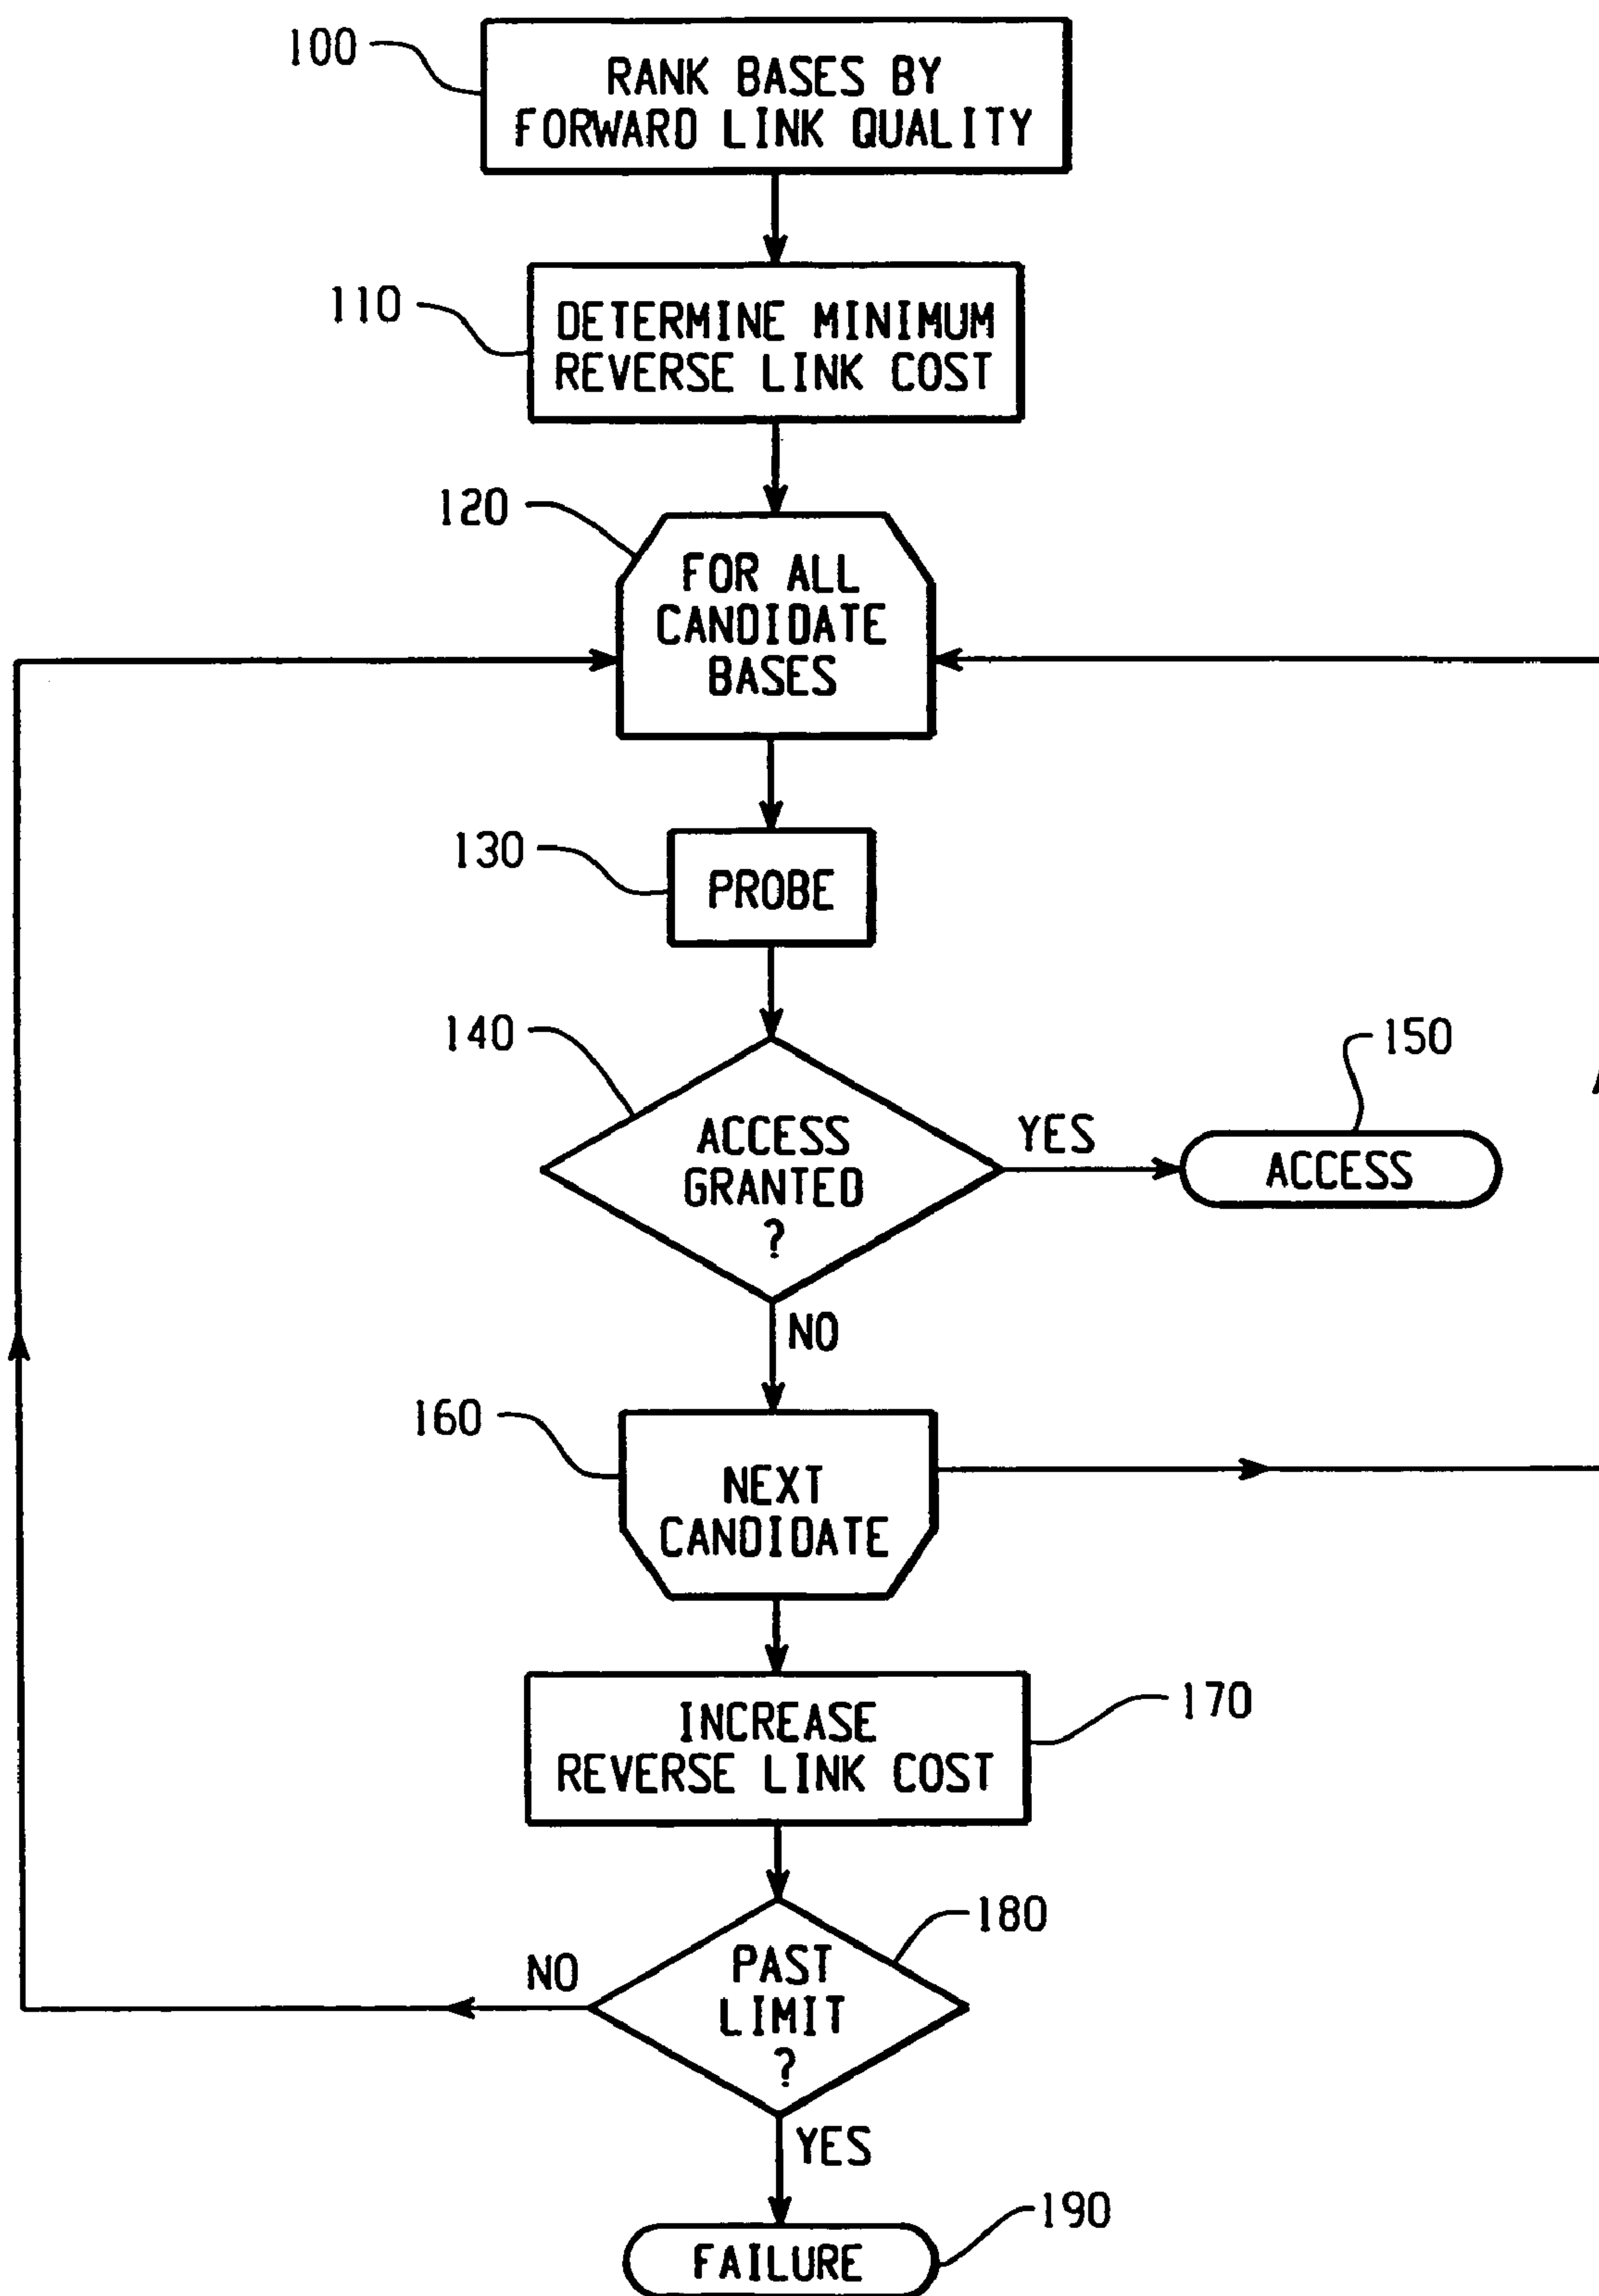 100
RANK BASES BY
FORWARD LINK QUALITY
110
DETERMINE MINIMUM
REVERSE LINK COST
120
FOR ALL
CANDIDATE
BASES
130
PROBE
140
ACCESS
GRANTED
?
YES
150
ACCESS
NO
160
NEXT
CANDIDATE
170
INCREASE
REVERSE LINK COST
180
PAST
LIMIT
?
NO
YES
190
FAILURE